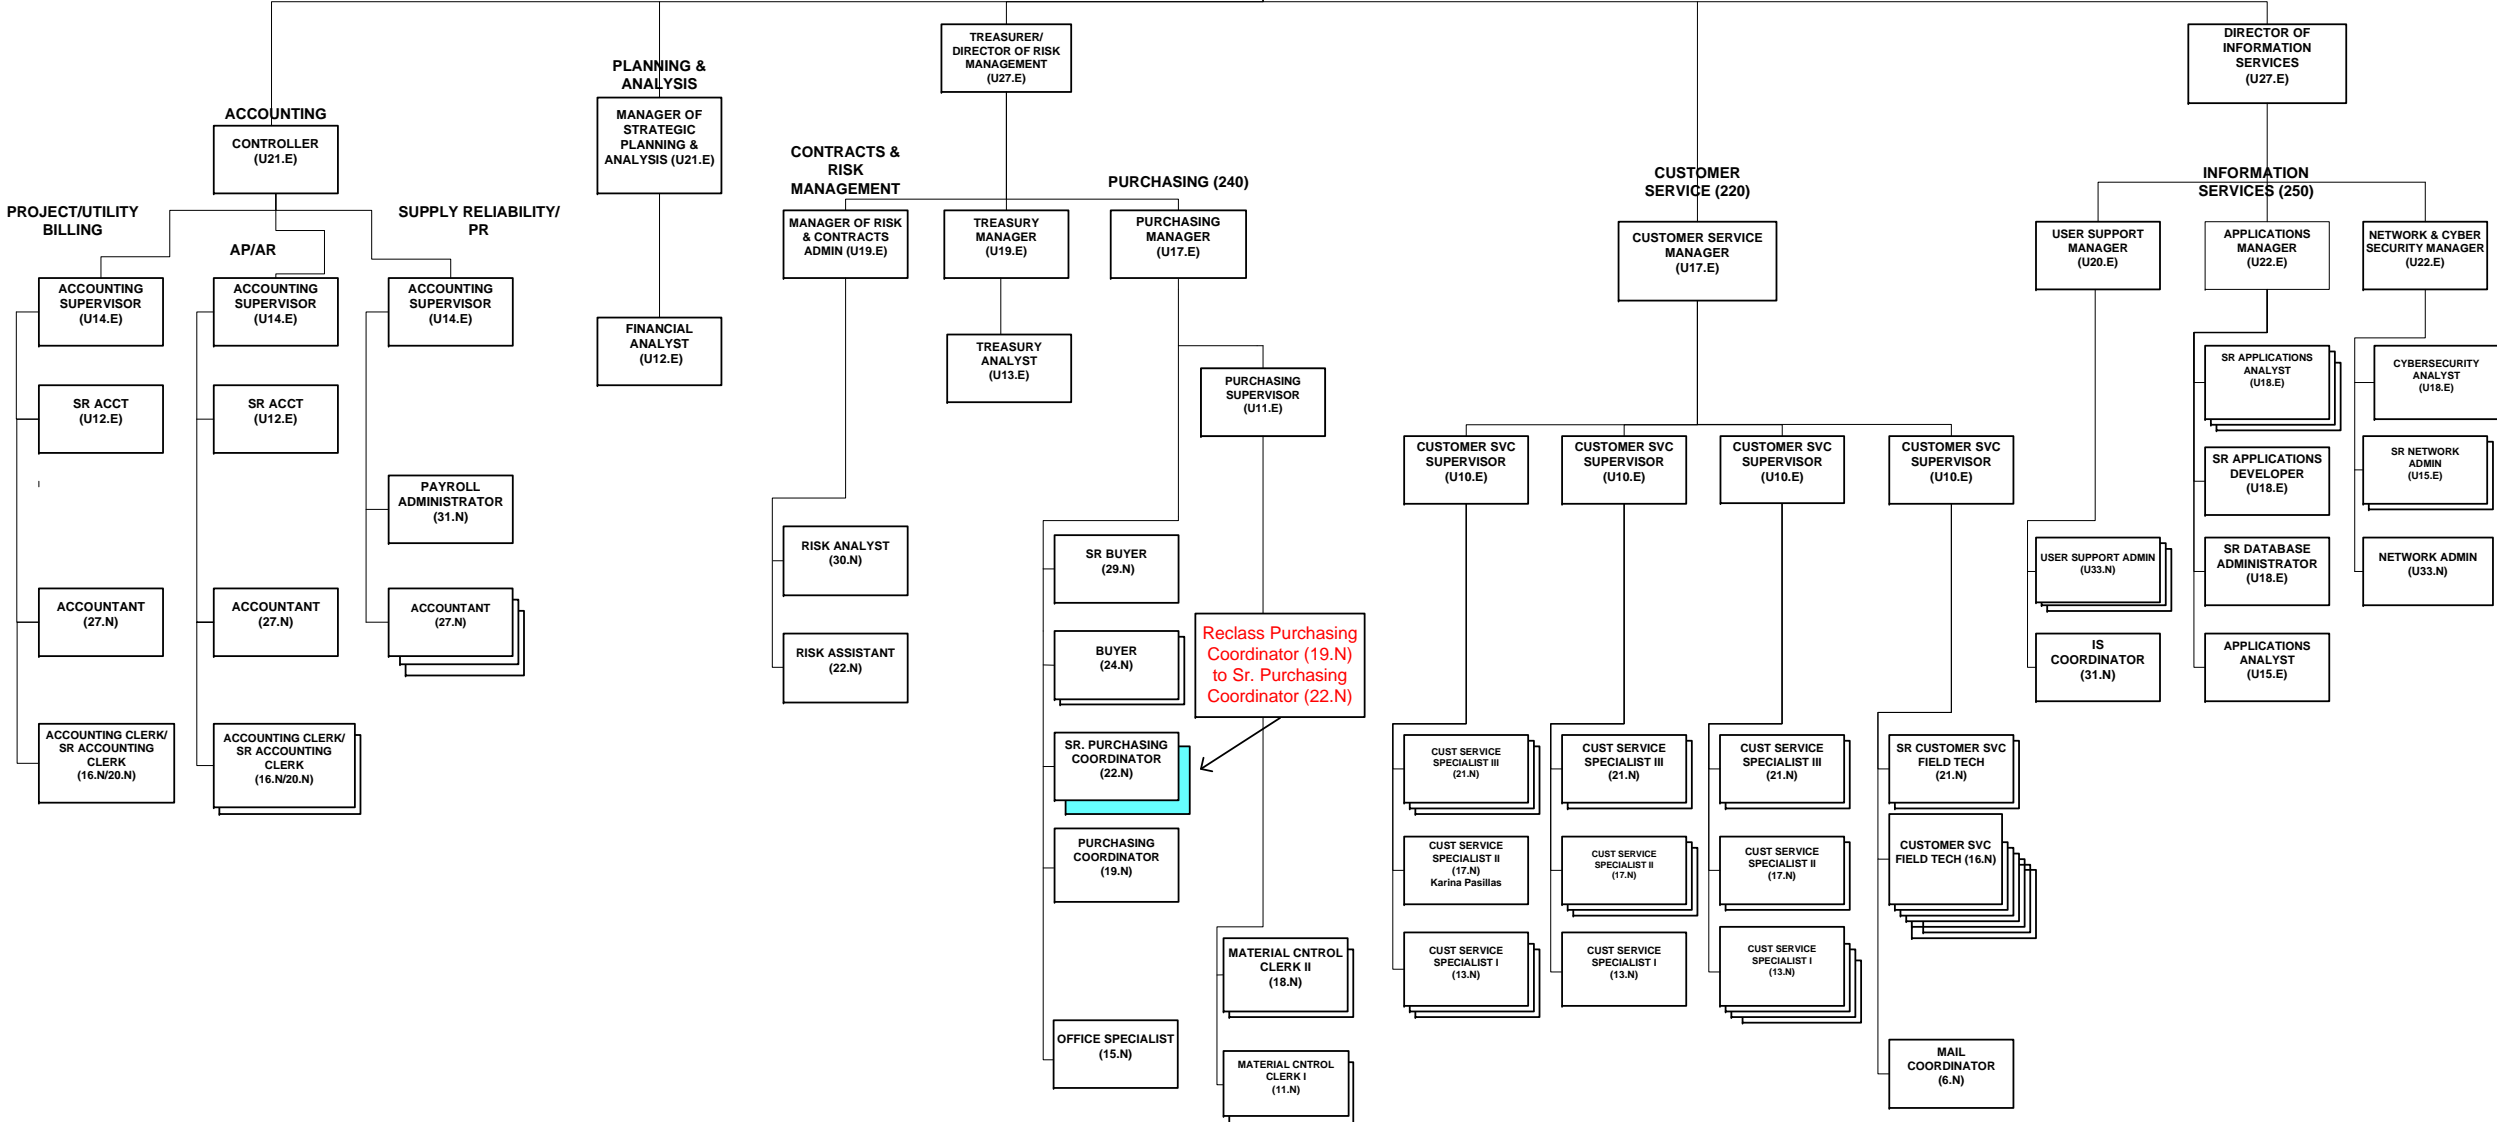 TREASURER/
DIRECTOR OF RISK
MANAGEMENT
(U27.E)
DIRECTOR OF
INFORMATION
SERVICES
(U27.E)
PLANNING &
ANALYSIS
MANAGER OF
STRATEGIC
PLANNING &
ANALYSIS (U21.E)
ACCOUNTING
CONTROLLER
(U21.E)
CONTRACTS &
RISK
MANAGEMENT
PURCHASING (240)
CUSTOMER
SERVICE (220)
INFORMATION
SERVICES (250)
PROJECT/UTILITY
BILLING
AP/AR
SUPPLY RELIABILITY/
PR
MANAGER OF RISK
& CONTRACTS
ADMIN (U19.E)
TREASURY
MANAGER
(U19.E)
PURCHASING
MANAGER
(U17.E)
CUSTOMER SERVICE
MANAGER
(U17.E)
USER SUPPORT
MANAGER
(U20.E)
APPLICATIONS
MANAGER
(U22.E)
NETWORK & CYBER
SECURITY MANAGER
(U22.E)
ACCOUNTING
SUPERVISOR
(U14.E)
ACCOUNTING
SUPERVISOR
(U14.E)
ACCOUNTING
SUPERVISOR
(U14.E)
FINANCIAL
ANALYST
(U12.E)
TREASURY
ANALYST
(U13.E)
PURCHASING
SUPERVISOR
(U11.E)
SR APPLICATIONS
ANALYST
(U18.E)
CYBERSECURITY
ANALYST
(U18.E)
SR ACCT
(U12.E)
SR ACCT
(U12.E)
CUSTOMER SVC
SUPERVISOR
(U10.E)
CUSTOMER SVC
SUPERVISOR
(U10.E)
CUSTOMER SVC
SUPERVISOR
(U10.E)
CUSTOMER SVC
SUPERVISOR
(U10.E)
SR APPLICATIONS
DEVELOPER
(U18.E)
SR NETWORK
ADMIN
(U15.E)
PAYROLL
ADMINISTRATOR
(31.N)
RISK ANALYST
(30.N)
SR BUYER
(29.N)
USER SUPPORT ADMIN
(U33.N)
SR DATABASE
ADMINISTRATOR
(U18.E)
NETWORK ADMIN
(U33.N)
ACCOUNTANT
(27.N)
ACCOUNTANT
(27.N)
ACCOUNTANT
(27.N)
RISK ASSISTANT
(22.N)
BUYER
(24.N)
Reclass Purchasing
Coordinator (19.N)
to Sr. Purchasing
Coordinator (22.N)
IS
COORDINATOR
(31.N)
APPLICATIONS
ANALYST
(U15.E)
ACCOUNTING CLERK/
SR ACCOUNTING
CLERK
(16.N/20.N)
ACCOUNTING CLERK/
SR ACCOUNTING
CLERK
(16.N/20.N)
SR. PURCHASING
COORDINATOR
(22.N)
CUST SERVICE
SPECIALIST III
(21.N)
CUST SERVICE
SPECIALIST III
(21.N)
CUST SERVICE
SPECIALIST III
(21.N)
SR CUSTOMER SVC
FIELD TECH
(21.N)
PURCHASING
COORDINATOR
(19.N)
CUST SERVICE
SPECIALIST II
(17.N)
Karina Pasillas
CUST SERVICE
SPECIALIST II
(17.N)
CUST SERVICE
SPECIALIST II
(17.N)
CUSTOMER SVC
FIELD TECH (16.N)
MATERIAL CNTROL
CLERK II
(18.N)
CUST SERVICE
SPECIALIST I
(13.N)
CUST SERVICE
SPECIALIST I
(13.N)
CUST SERVICE
SPECIALIST I
(13.N)
OFFICE SPECIALIST
(15.N)
MATERIAL CNTROL
CLERK I
(11.N)
MAIL
COORDINATOR
(6.N)